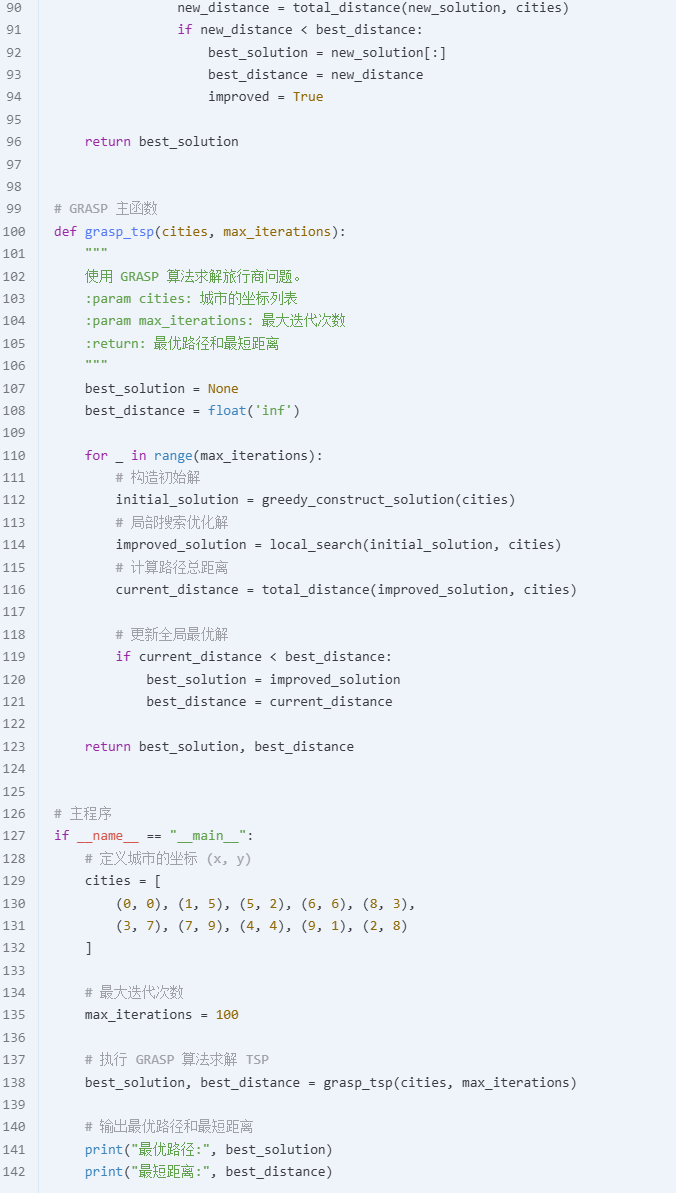 90                new_distance = total_distance(new_solution, cities)
91                if new_distance < best_distance:
92                    best_solution = new_solution[:]
93                    best_distance = new_distance
94                    improved = True
95
96    return best_solution
97
98
99 # GRASP 主函数
100 def grasp_tsp(cities, max_iterations):
101    """
102    使用 GRASP 算法求解旅行商问题。
103    :param cities: 城市的坐标列表
104    :param max_iterations: 最大迭代次数
105    :return: 最优路径和最短距离
106    """
107    best_solution = None
108    best_distance = float('inf')
109
110    for _ in range(max_iterations):
111        # 构造初始解
112        initial_solution = greedy_construct_solution(cities)
113        # 局部搜索优化解
114        improved_solution = local_search(initial_solution, cities)
115        # 计算路径总距离
116        current_distance = total_distance(improved_solution, cities)
117
118        # 更新全局最优解
119        if current_distance < best_distance:
120            best_solution = improved_solution
121            best_distance = current_distance
122
123    return best_solution, best_distance
124
125
126 # 主程序
127 if __name__ == "__main__":
128    # 定义城市的坐标 (x, y)
129    cities = [
130        (0, 0), (1, 5), (5, 2), (6, 6), (8, 3),
131        (3, 7), (7, 9), (4, 4), (9, 1), (2, 8)
132    ]
133
134    # 最大迭代次数
135    max_iterations = 100
136
137    # 执行 GRASP 算法求解 TSP
138    best_solution, best_distance = grasp_tsp(cities, max_iterations)
139
140    # 输出最优路径和最短距离
141    print("最优路径:", best_solution)
142    print("最短距离:", best_distance)